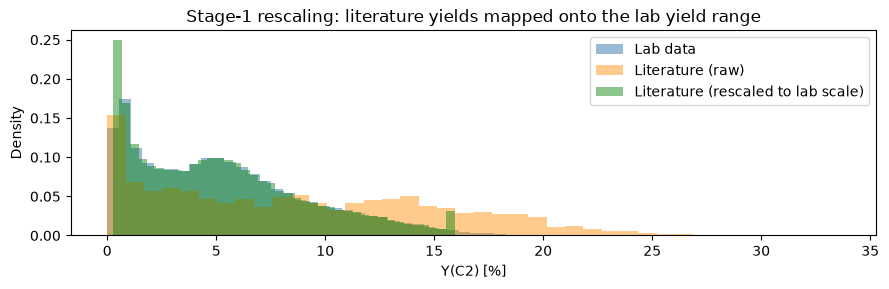 Stage-1 rescaling: literature yields mapped onto the lab yield range
Density
0.25
0.20
0.15
0.10
0.05
0.00
Lab data
Literature (raw)
Literature (rescaled to lab scale)
0 5 10 15 20 25 30 35
Y(C2) [%]